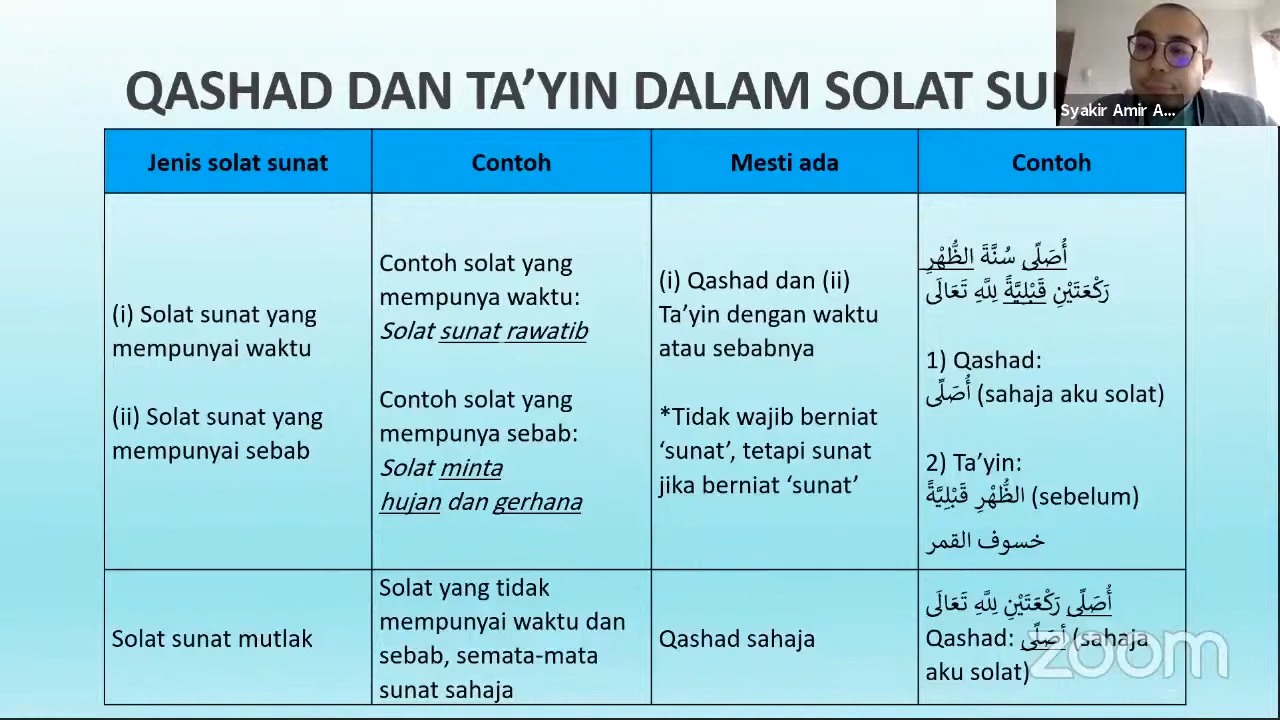 QASHAD DAN TA’YIN DALAM SOLAT
Syakir Amir A...
Jenis solat sunat
Contoh
Mesti ada
Contoh
(i) Solat sunat yang
mempunyai waktu
(ii) Solat sunat yang
mempunyai sebab
Contoh solat yang
mempunya waktu:
Solat sunat rawatib
Contoh solat yang
mempunya sebab:
Solat minta
hujan dan gerhana
(i) Qashad dan (ii)
Ta’yin dengan waktu
atau sebabnya
*Tidak wajib berniat
‘sunat’, tetapi sunat
jika berniat ‘sunat’
أُصَلِّى سُنَّةَ الظُّهْرِ
رَكْعَتَيْنِ قَبْلِيَّةً لِلَّهِ تَعَالَى
1) Qashad:
أُصَلِّى (sahaja aku solat)
2) Ta’yin:
الظُّهْرِ قَبْلِيَّةً (sebelum)
خسوف القمر
Solat sunat mutlak
Solat yang tidak
mempunyai waktu dan
sebab, semata-mata
sunat sahaja
Qashad sahaja
أُصَلِّى رَكْعَتَيْنِ لِلَّهِ تَعَالَى
Qashad: أُصَلِّى (sahaja
aku solat)
zoom